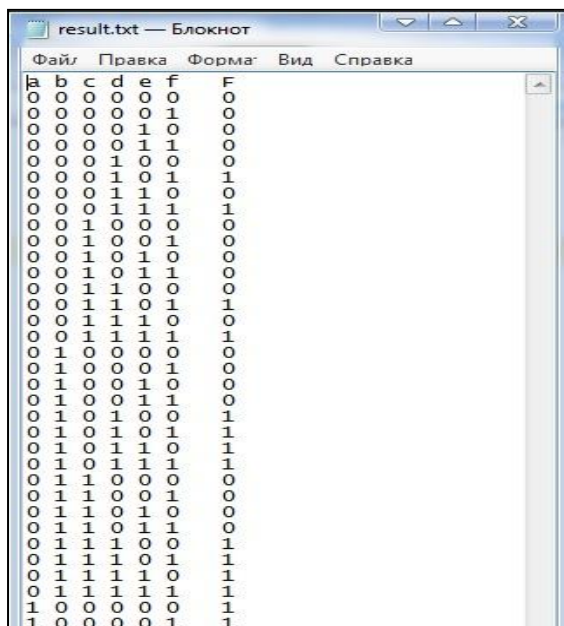 result.txt — Блокнот
Файл Правка Формат Вид Справка
a b c d e f F
0 0 0 0 0 0 0
0 0 0 0 0 1 0
0 0 0 0 1 0 0
0 0 0 0 1 1 0
0 0 0 1 0 0 0
0 0 0 1 0 1 1
0 0 0 1 1 0 0
0 0 0 1 1 1 1
0 0 1 0 0 0 0
0 0 1 0 0 1 0
0 0 1 0 1 0 0
0 0 1 0 1 1 0
0 0 1 1 0 0 0
0 0 1 1 0 1 1
0 0 1 1 1 0 0
0 0 1 1 1 1 1
0 1 0 0 0 0 0
0 1 0 0 0 1 0
0 1 0 0 1 0 0
0 1 0 0 1 1 0
0 1 0 1 0 0 1
0 1 0 1 0 1 1
0 1 0 1 1 0 1
0 1 0 1 1 1 1
0 1 1 0 0 0 0
0 1 1 0 0 1 0
0 1 1 0 1 0 0
0 1 1 0 1 1 0
0 1 1 1 0 0 1
0 1 1 1 0 1 1
0 1 1 1 1 0 1
0 1 1 1 1 1 1
1 0 0 0 0 0 1
1 0 0 0 0 1 1